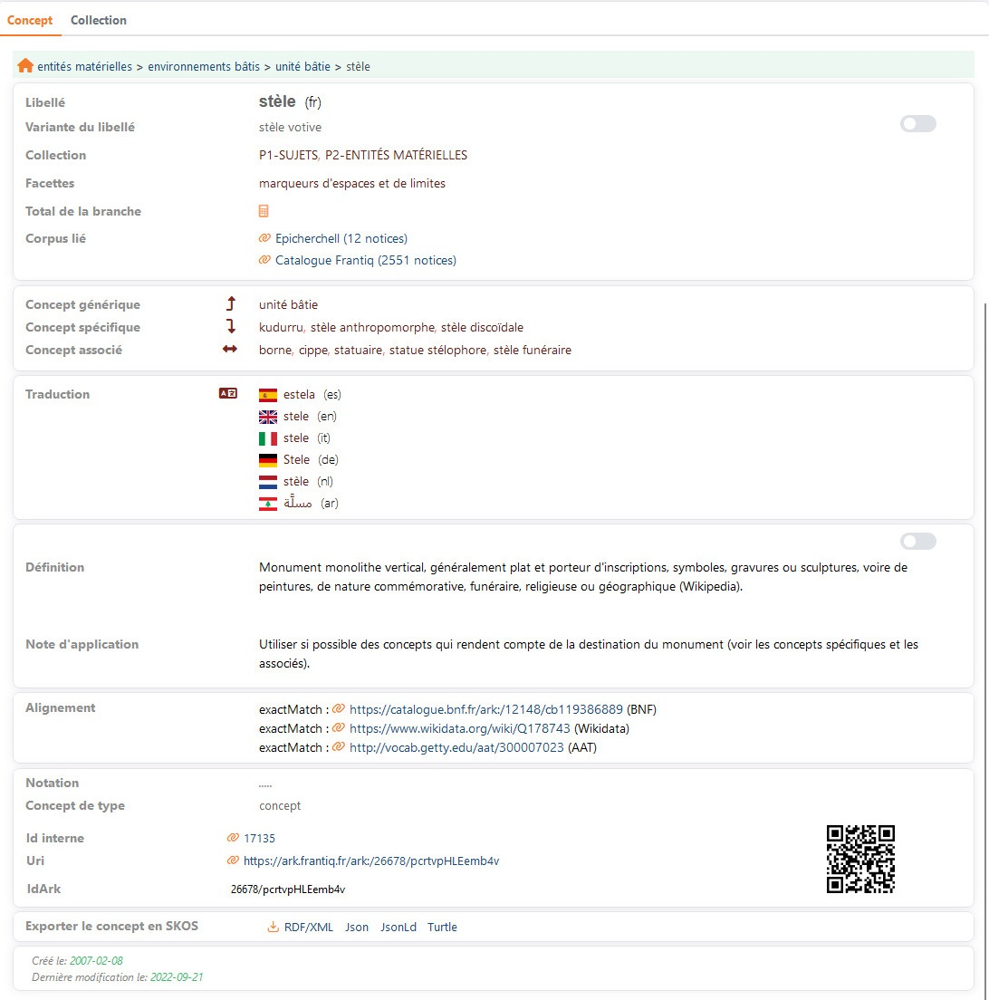 Concept Collection
entités matérielles > environnements bâtis > unité bâtie > stèle
Libellé stèle (fr)
Variante du libellé stèle votive
Collection P1-SUJETS, P2-ENTITÉS MATÉRIELLES
Facettes marqueurs d'espaces et de limites
Total de la branche
Corpus lié Epicherchell (12 notices)
Catalogue Frantiq (2551 notices)
Concept générique unité bâtie
Concept spécifique kudurru, stèle anthropomorphe, stèle discoïdale
Concept associé borne, cippe, statuaire, statue stélophore, stèle funéraire
Traduction estela (es)
stele (en)
stele (it)
Stele (de)
stèle (nl)
مسلَّة (ar)
Définition Monument monolithe vertical, généralement plat et porteur d'inscriptions, symboles, gravures ou sculptures, voire de
peintures, de nature commémorative, funéraire, religieuse ou géographique (Wikipedia).
Note d'application Utiliser si possible des concepts qui rendent compte de la destination du monument (voir les concepts spécifiques et les
associés).
Alignement exactMatch : https://catalogue.bnf.fr/ark:/12148/cb119386889 (BNF)
exactMatch : https://www.wikidata.org/wiki/Q178743 (Wikidata)
exactMatch : http://vocab.getty.edu/aat/300007023 (AAT)
Notation .....
Concept de type concept
Id interne 17135
Uri https://ark.frantiq.fr/ark:/26678/pcrtvpHLEemb4v
IdArk 26678/pcrtvpHLEemb4v
Exporter le concept en SKOS RDF/XML Json JsonLd Turtle
Créé le: 2007-02-08
Dernière modification le: 2022-09-21